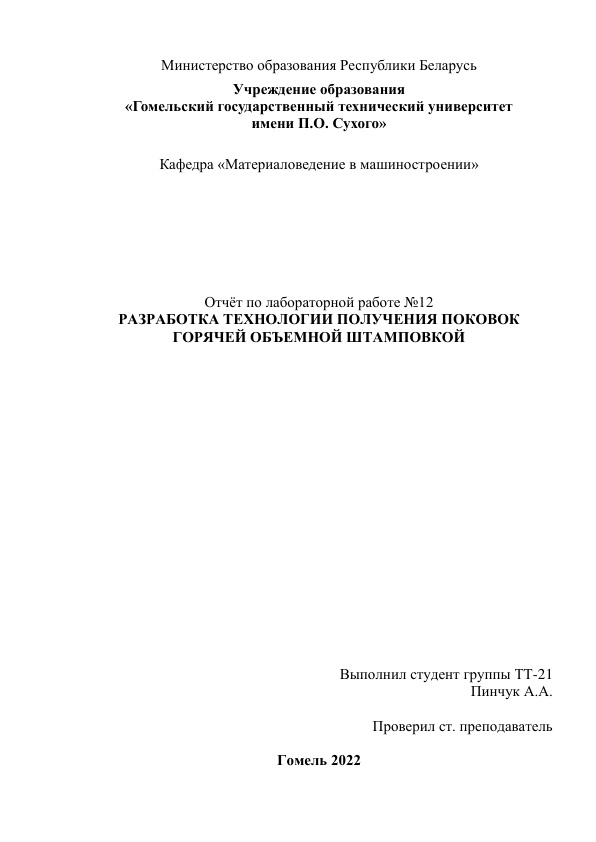 Министерство образования Республики Беларусь
Учреждение образования
«Гомельский государственный технический университет
имени П.О. Сухого»
Кафедра «Материаловедение в машиностроении»
Отчёт по лабораторной работе №12
РАЗРАБОТКА ТЕХНОЛОГИИ ПОЛУЧЕНИЯ ПОКОВОК
ГОРЯЧЕЙ ОБЪЕМНОЙ ШТАМПОВКОЙ
Выполнил студент группы ТТ-21
Пинчук А.А.
Проверил ст. преподаватель
Гомель 2022